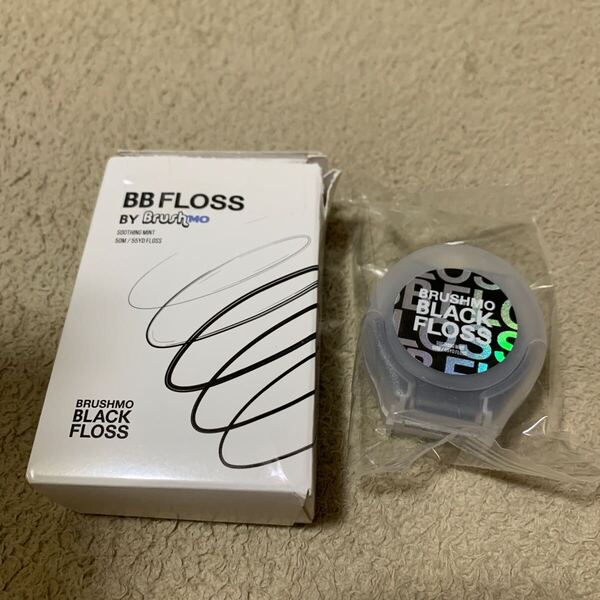 BB FLOSS
BY BrushMO
SOOTHING MINT
50M / 55YD FLOSS
BRUSHMO
BLACK
FLOSS
BRUSHMO
BLACK
FLOSS